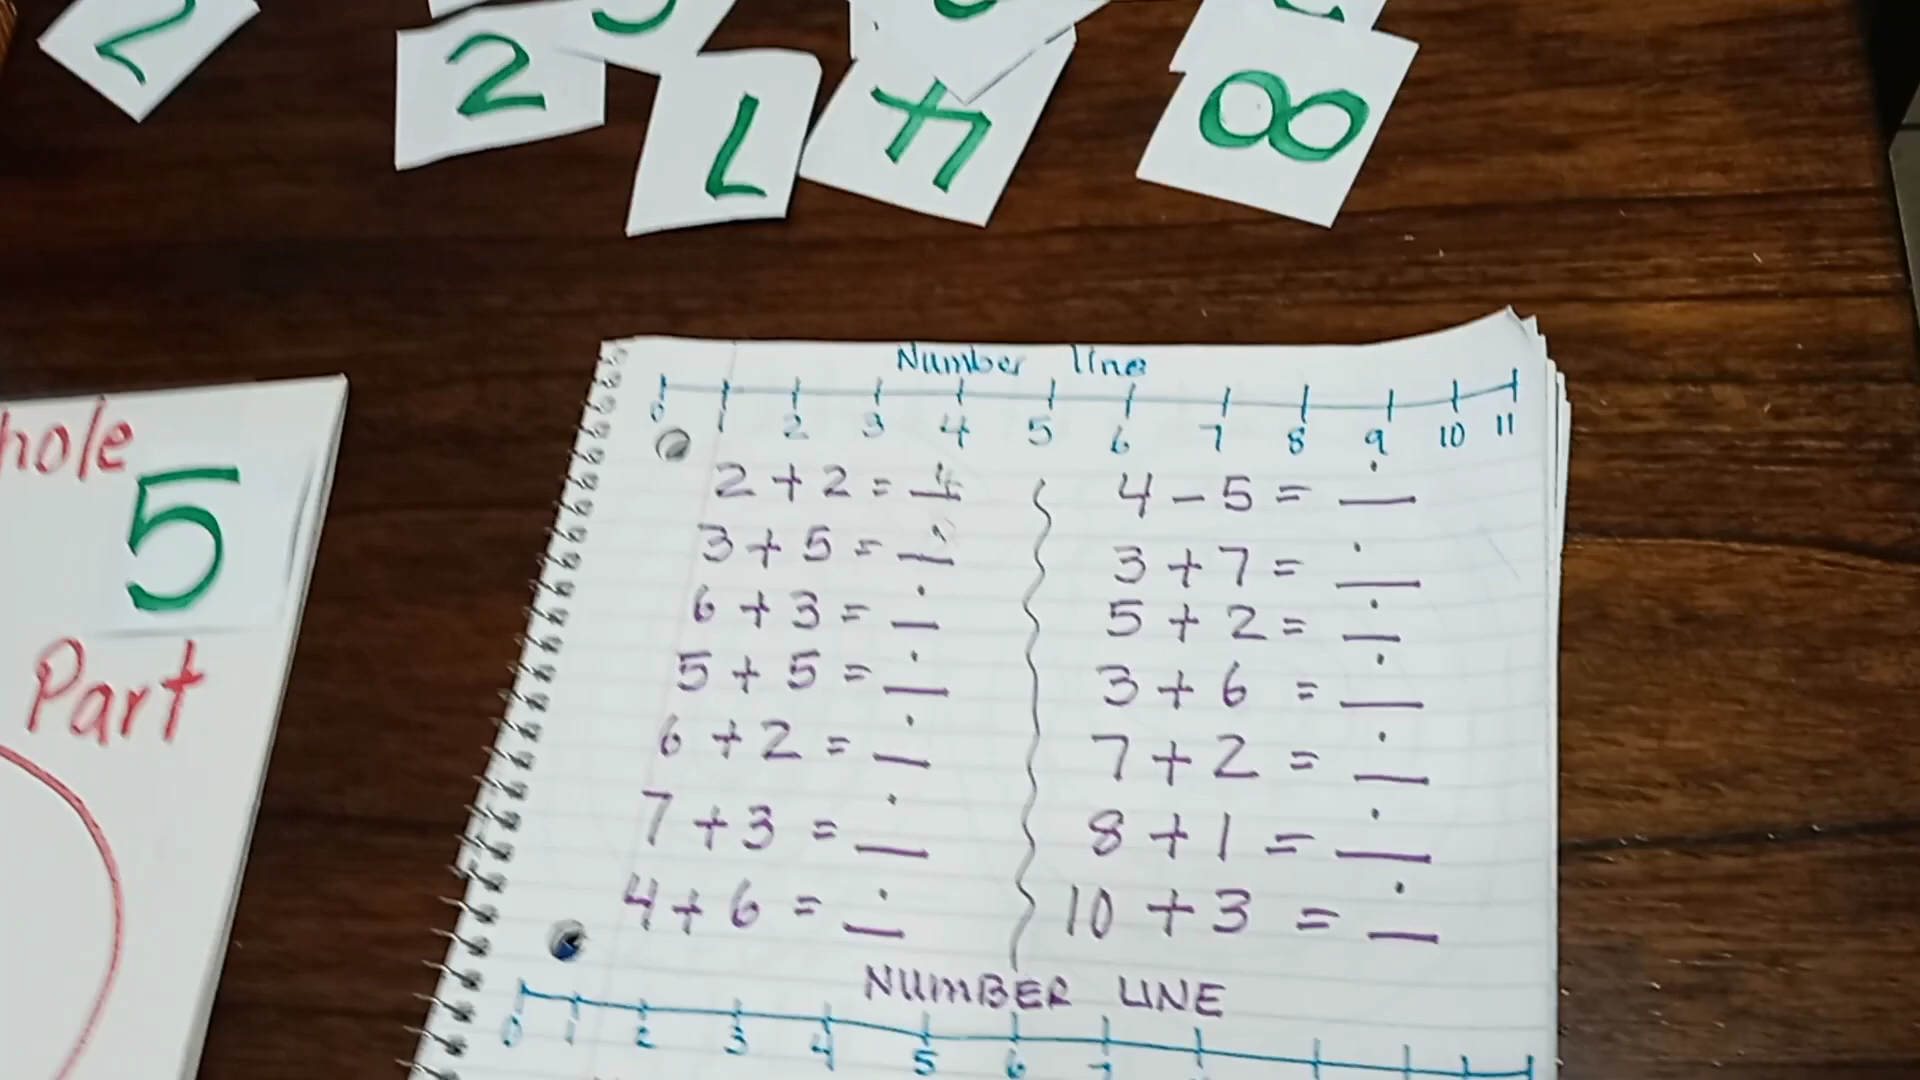 2
2
7
4
8
hole
5
Part
Number line
0 1 2 3 4 5 6 7 8 9 10 11
2 + 2 = 4
4 - 5 =
3 + 5 =
3 + 7 =
6 + 3 =
5 + 2 =
5 + 5 =
3 + 6 =
6 + 2 =
7 + 2 =
7 + 3 =
8 + 1 =
4 + 6 =
10 + 3 =
NUMBER LINE
0 1 2 3 4 5 6 7